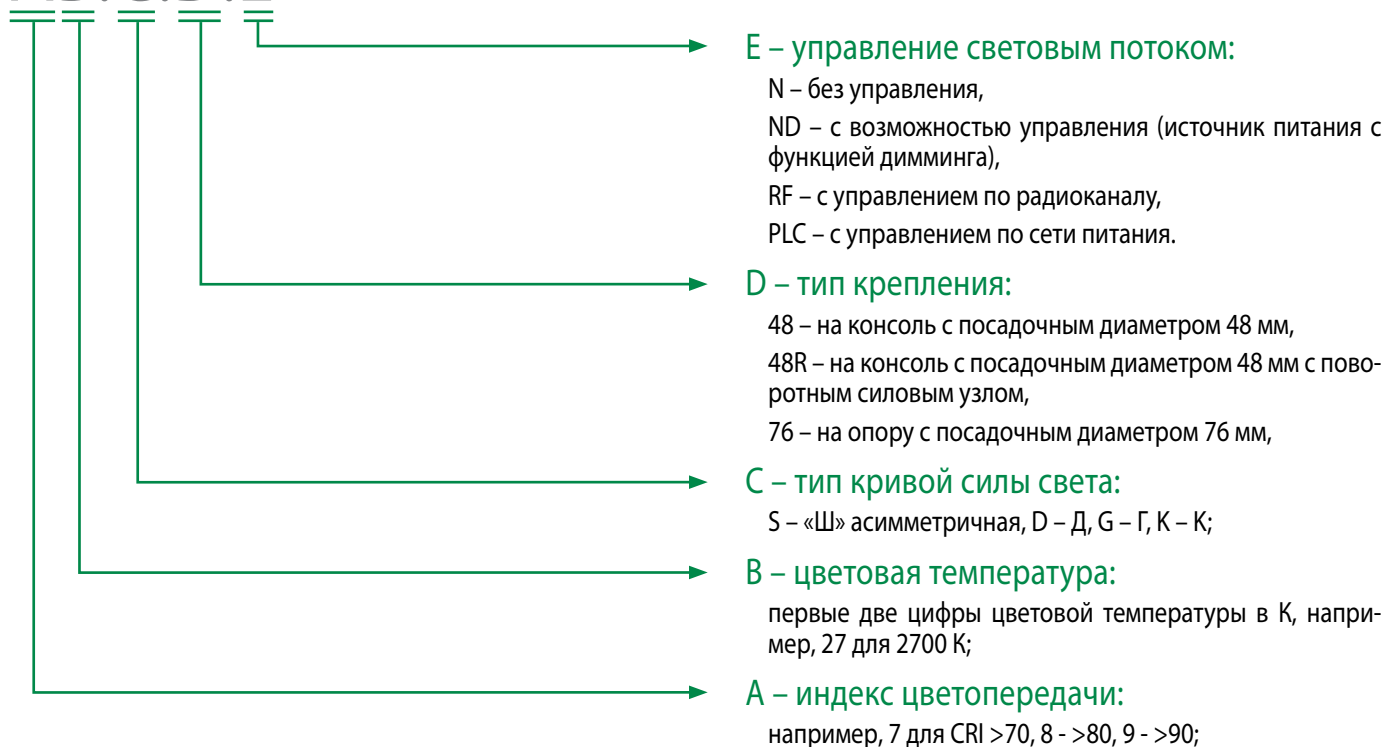 E – управление световым потоком:
N – без управления,
ND – с возможностью управления (источник питания с
функцией димминга),
RF – с управлением по радиоканалу,
PLC – с управлением по сети питания.
D – тип крепления:
48 – на консоль с посадочным диаметром 48 мм,
48R – на консоль с посадочным диаметром 48 мм с пово-
ротным силовым узлом,
76 – на опору с посадочным диаметром 76 мм,
C – тип кривой силы света:
S – «Ш» асимметричная, D – Д, G – Г, K – К;
B – цветовая температура:
первые две цифры цветовой температуры в К, напри-
мер, 27 для 2700 К;
A – индекс цветопередачи:
например, 7 для CRI >70, 8 - >80, 9 - >90;